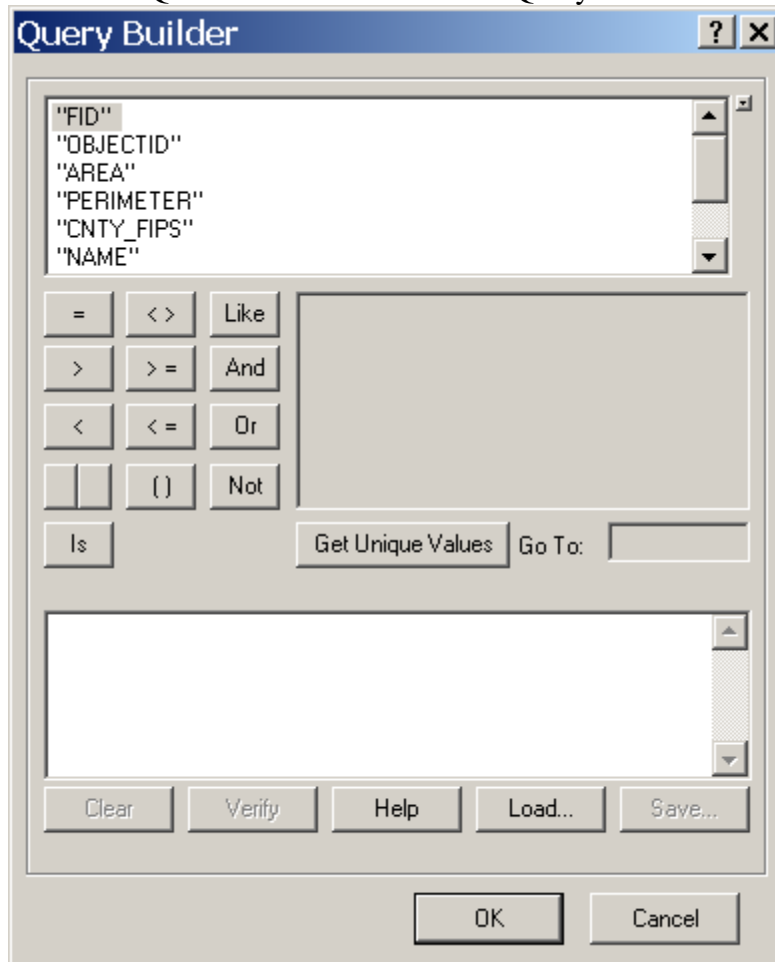 Query Builder
"FID"
"OBJECTID"
"AREA"
"PERIMETER"
"CNTY_FIPS"
"NAME"
= < > Like
> > = And
< < = Or
( ) Not
Is Get Unique Values Go To:
Clear Verify Help Load... Save...
OK Cancel